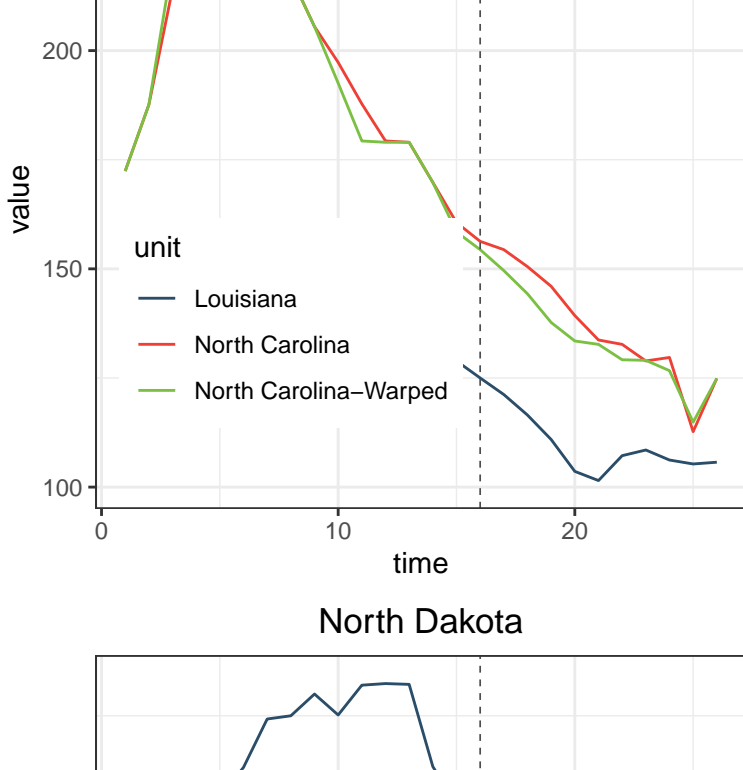 200
value
unit
150
Louisiana
North Carolina
North Carolina−Warped
100
0 10 20
time
North Dakota